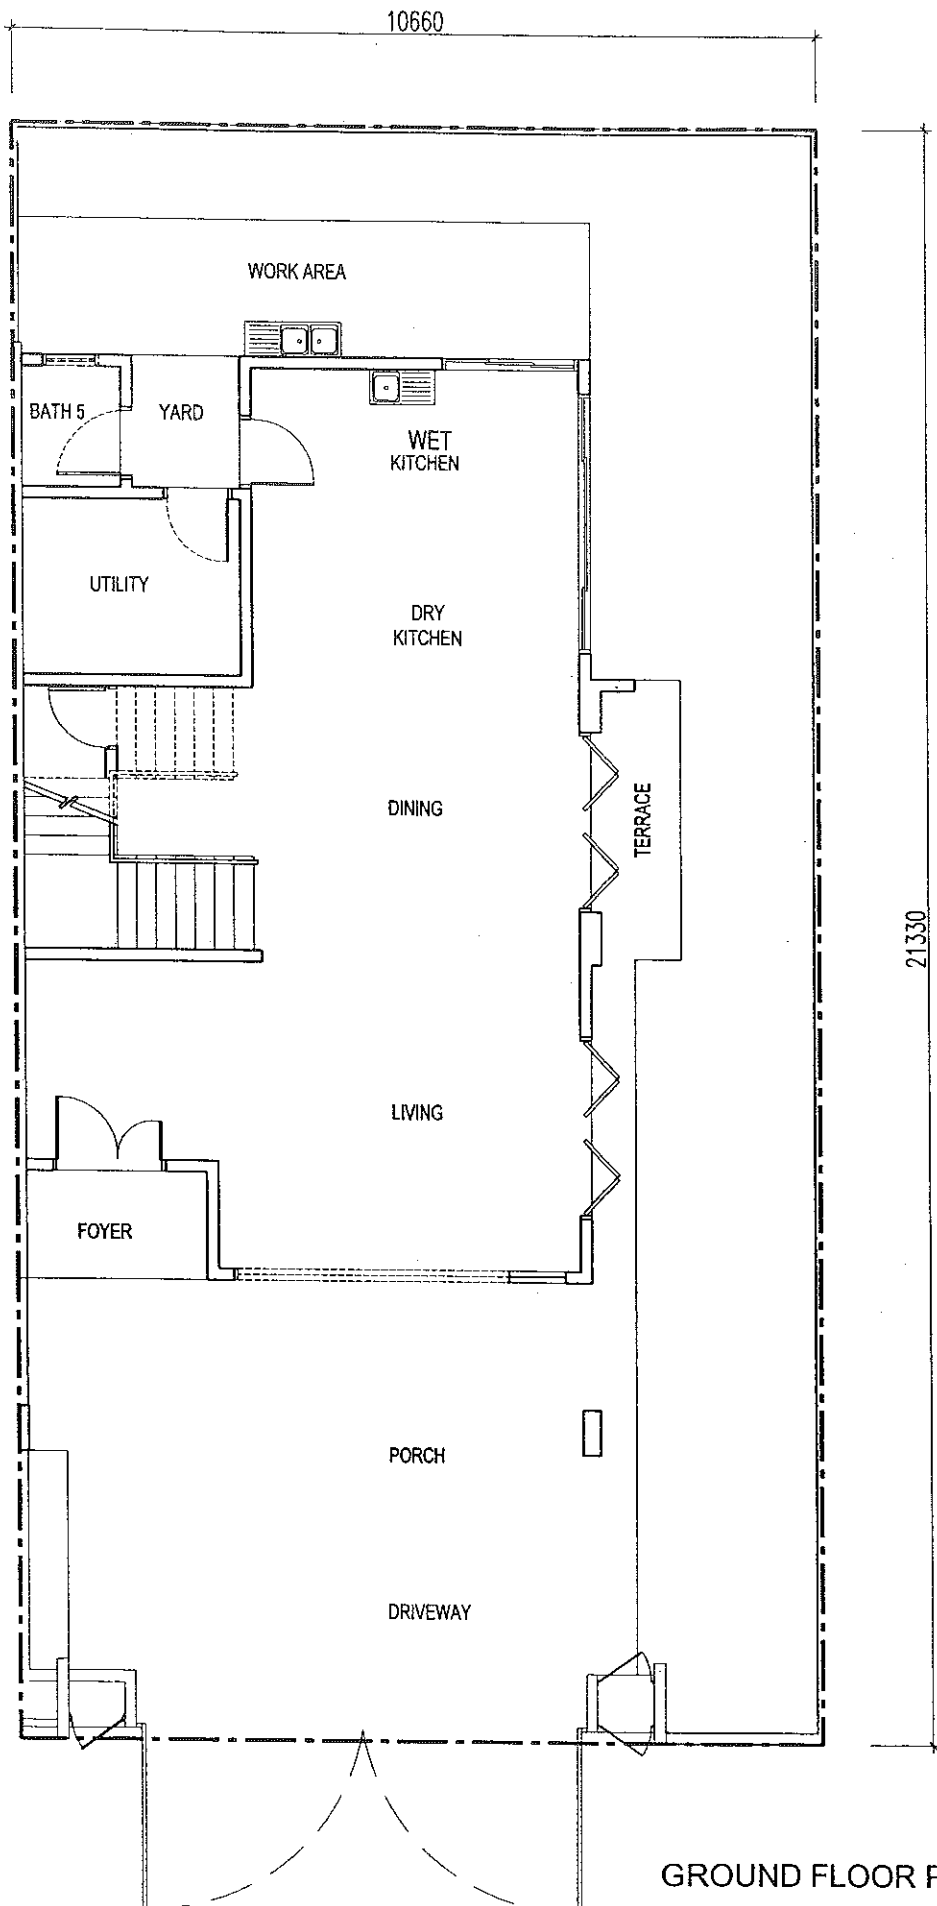 10660
WORK AREA
BATH 5
YARD
WET
KITCHEN
UTILITY
DRY
KITCHEN
DINING
TERRACE
21330
LIVING
FOYER
PORCH
DRIVEWAY
GROUND FLOOR